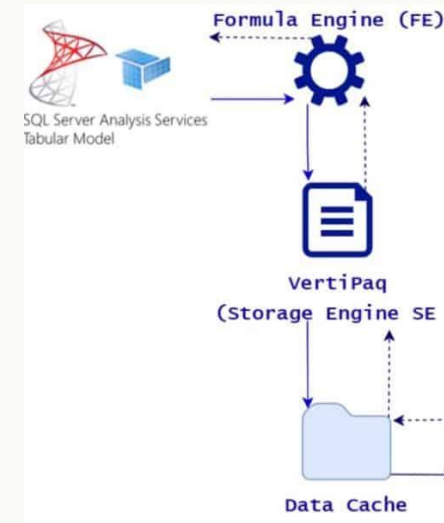 Formula Engine (FE)
SQL Server Analysis Services
Tabular Model
VertiPaq
(Storage Engine SE
Data Cache